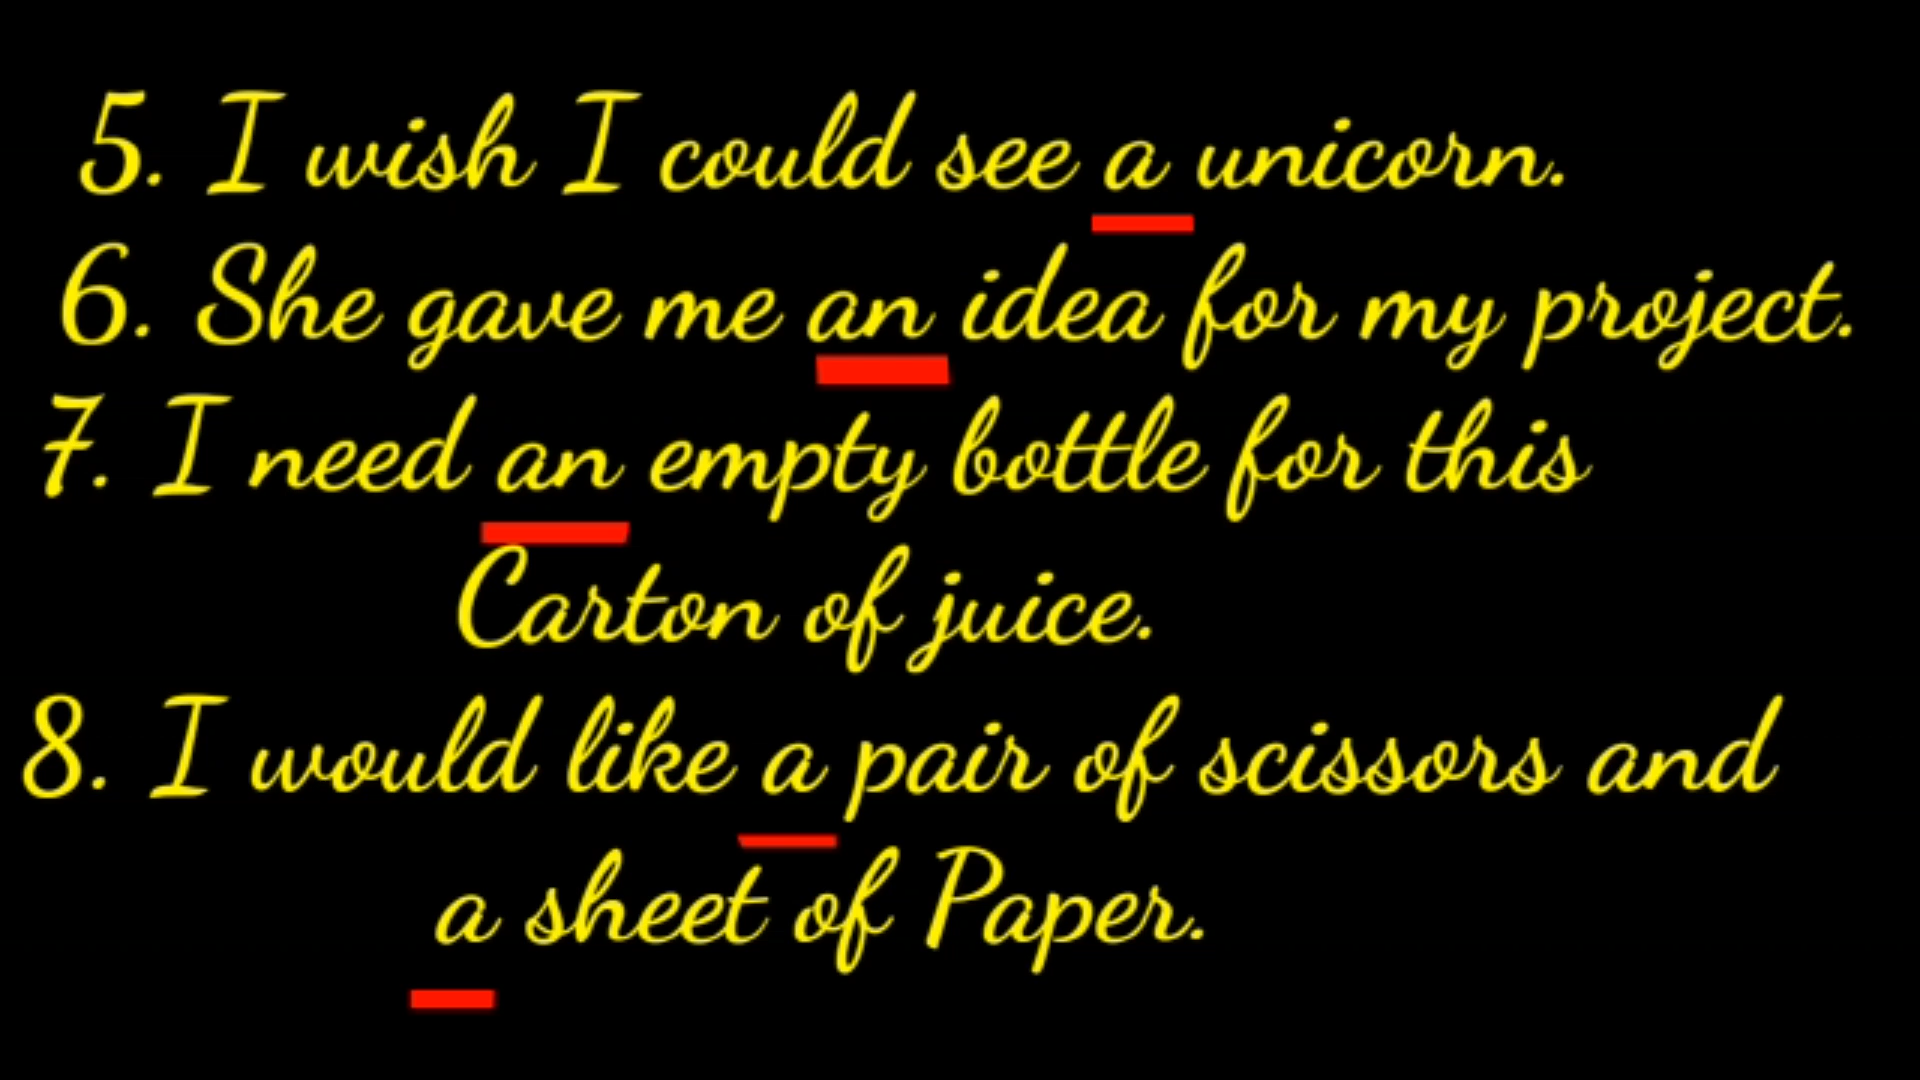 5. I wish I could see a unicorn.
6. She gave me an idea for my project.
7. I need an empty bottle for this
Carton of juice.
8. I would like a pair of scissors and
a sheet of Paper.